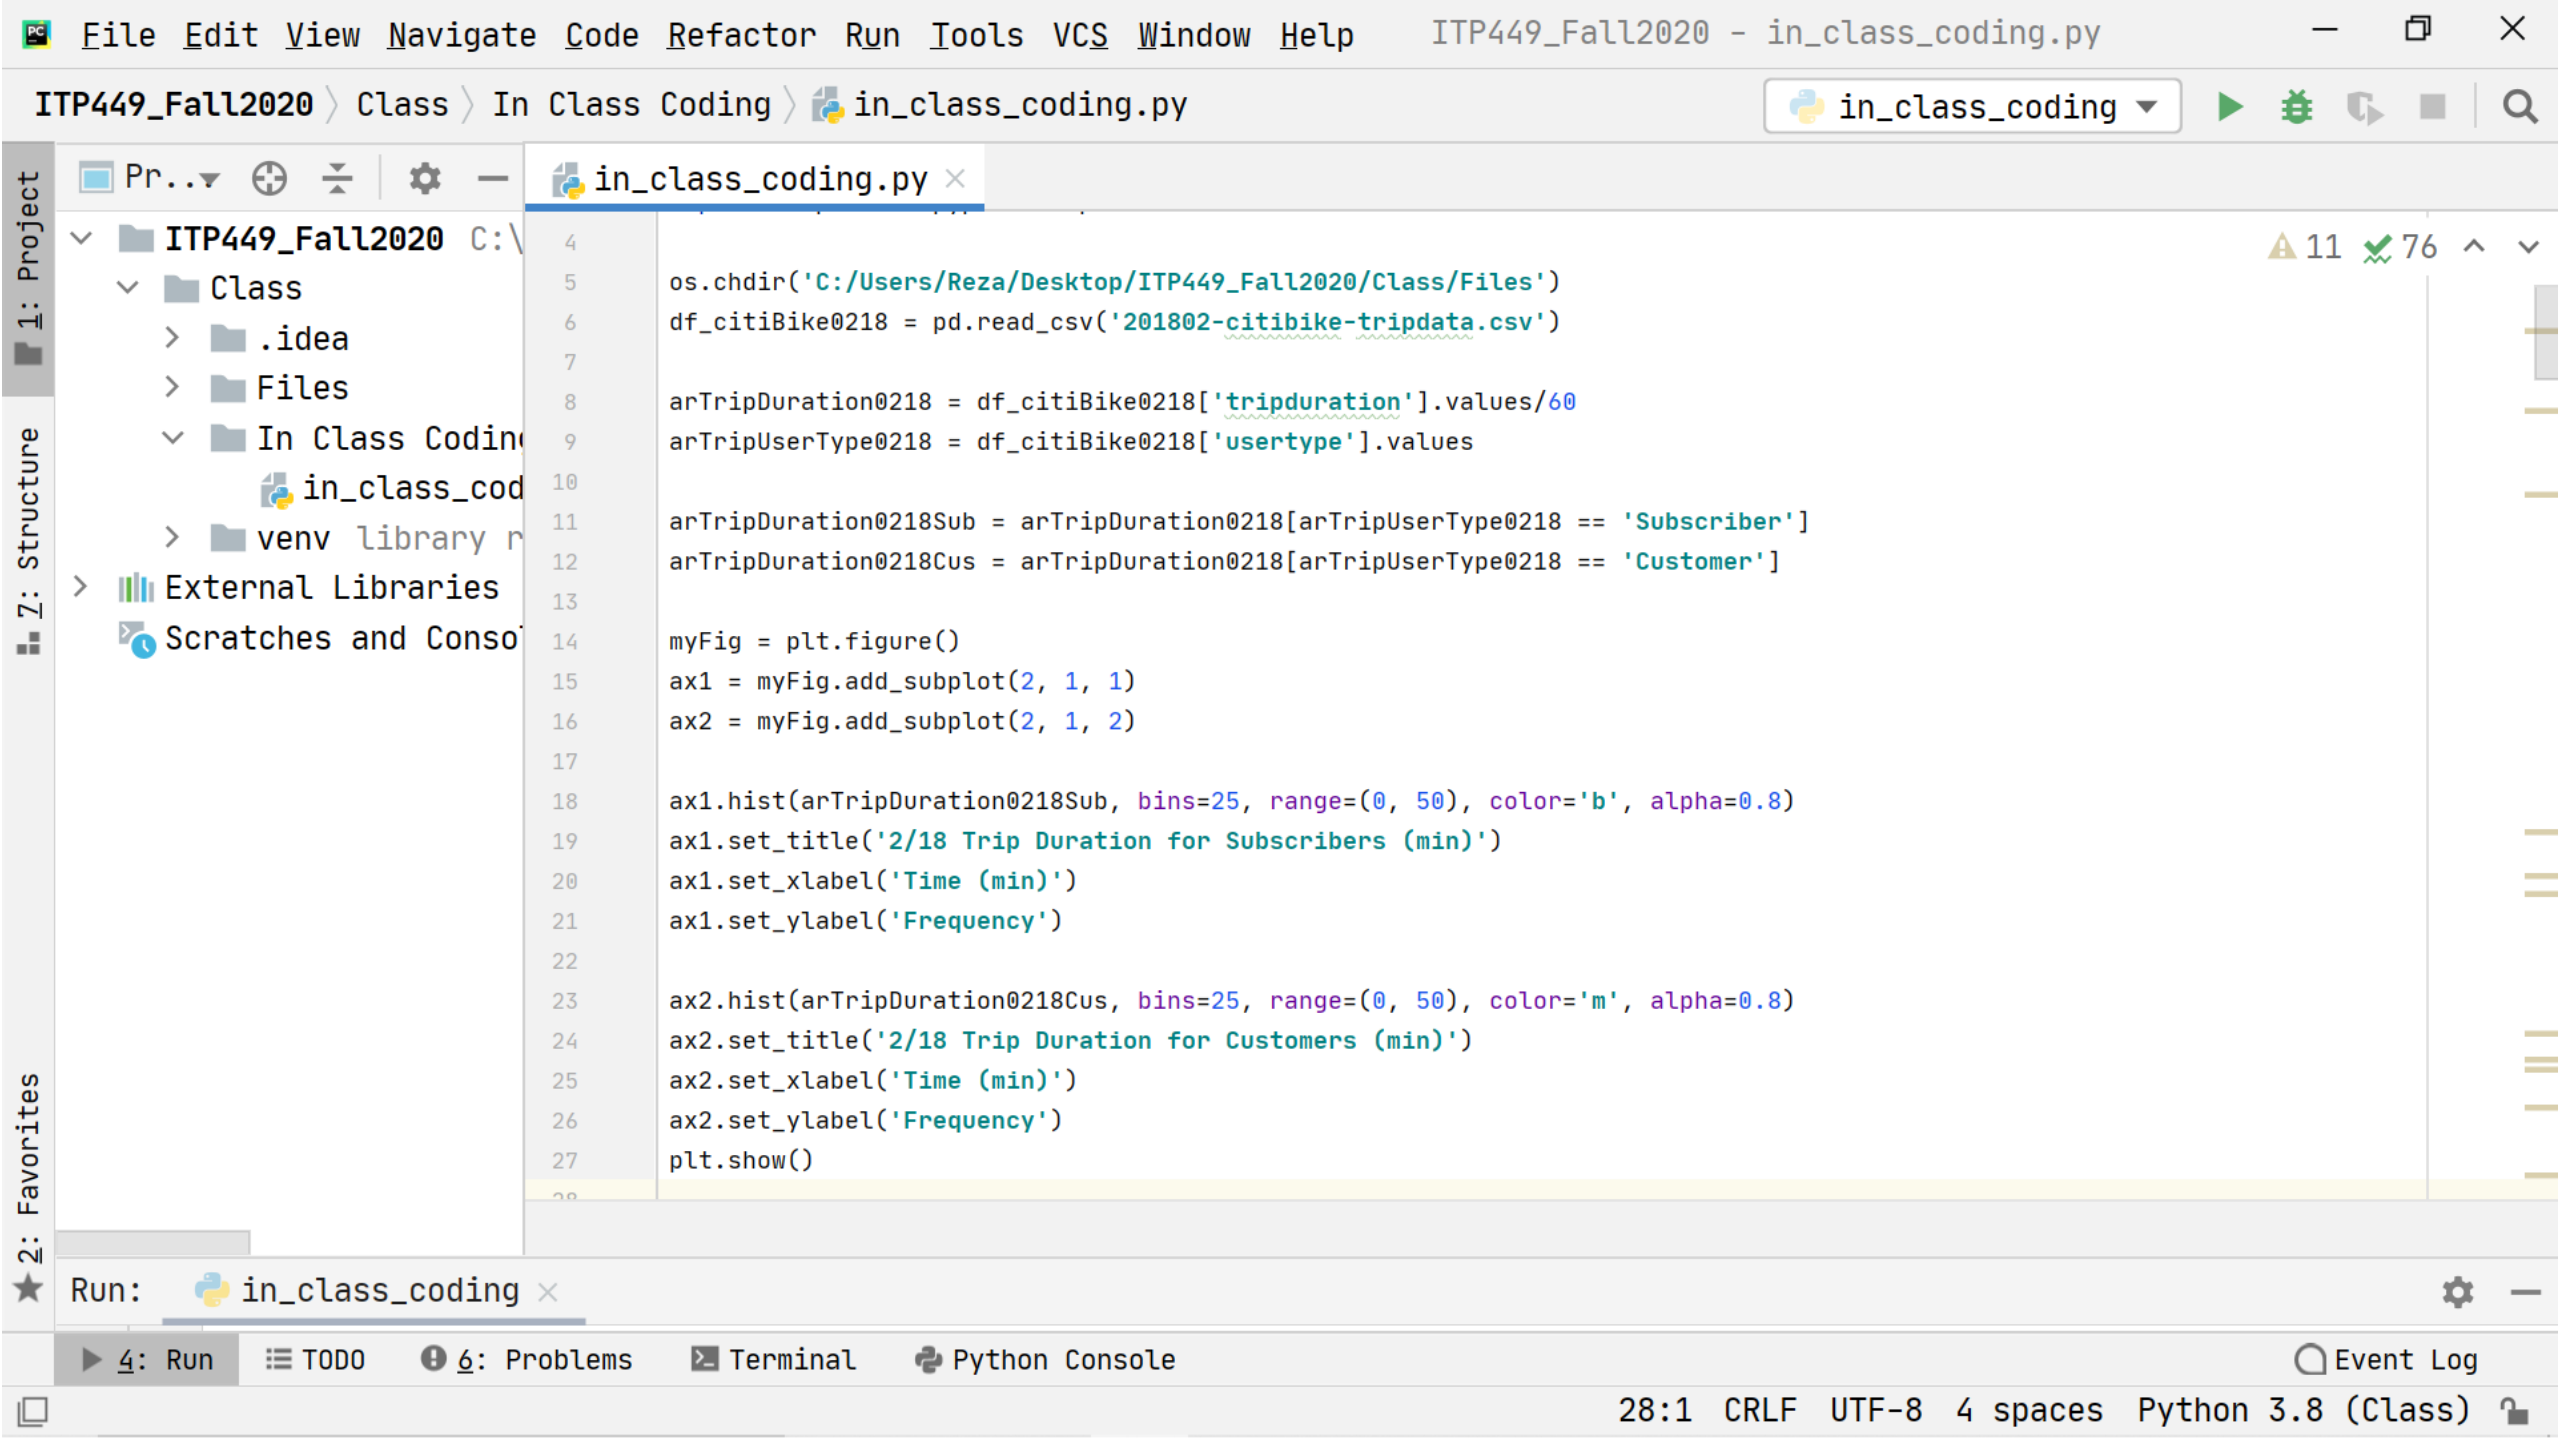 PC File Edit View Navigate Code Refactor Run Tools VCS Window Help ITP449_Fall2020 - in_class_coding.py
ITP449_Fall2020 Class In Class Coding in_class_coding.py in_class_coding
1: Project
7: Structure
2: Favorites
Pr...
ITP449_Fall2020 C:\
Class
.idea
Files
In Class Coding
in_class_cod
venv library r
External Libraries
Scratches and Conso
in_class_coding.py
11 76
4
5 os.chdir('C:/Users/Reza/Desktop/ITP449_Fall2020/Class/Files')
6 df_citiBike0218 = pd.read_csv('201802-citibike-tripdata.csv')
7
8 arTripDuration0218 = df_citiBike0218['tripduration'].values/60
9 arTripUserType0218 = df_citiBike0218['usertype'].values
10
11 arTripDuration0218Sub = arTripDuration0218[arTripUserType0218 == 'Subscriber']
12 arTripDuration0218Cus = arTripDuration0218[arTripUserType0218 == 'Customer']
13
14 myFig = plt.figure()
15 ax1 = myFig.add_subplot(2, 1, 1)
16 ax2 = myFig.add_subplot(2, 1, 2)
17
18 ax1.hist(arTripDuration0218Sub, bins=25, range=(0, 50), color='b', alpha=0.8)
19 ax1.set_title('2/18 Trip Duration for Subscribers (min)')
20 ax1.set_xlabel('Time (min)')
21 ax1.set_ylabel('Frequency')
22
23 ax2.hist(arTripDuration0218Cus, bins=25, range=(0, 50), color='m', alpha=0.8)
24 ax2.set_title('2/18 Trip Duration for Customers (min)')
25 ax2.set_xlabel('Time (min)')
26 ax2.set_ylabel('Frequency')
27 plt.show()
28
Run: in_class_coding
4: Run TODO 6: Problems Terminal Python Console Event Log
28:1 CRLF UTF-8 4 spaces Python 3.8 (Class)